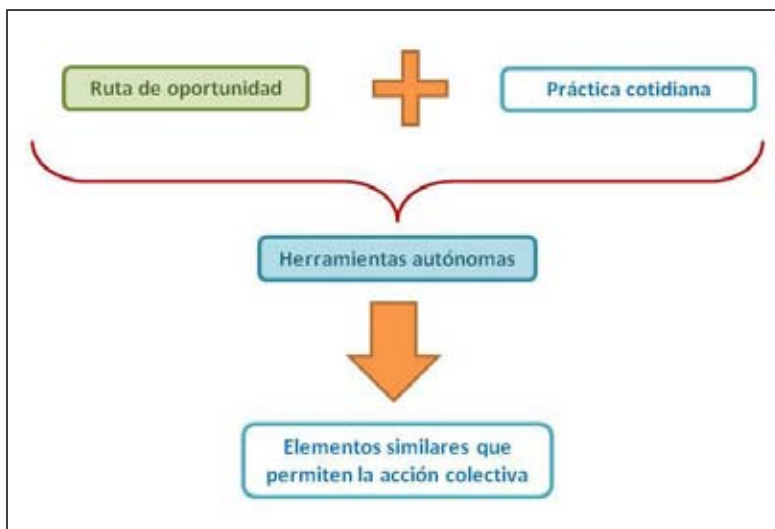 Ruta de oportunidad
Práctica cotidiana
Herramientas autónomas
Elementos similares que
permiten la acción colectiva